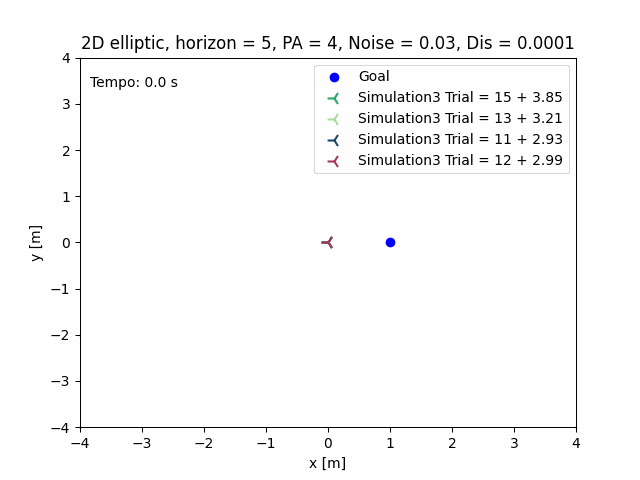 2D elliptic, horizon = 5, PA = 4, Noise = 0.03, Dis = 0.0001
Tempo: 0.0 s
Goal
Simulation3 Trial = 15 + 3.85
Simulation3 Trial = 13 + 3.21
Simulation3 Trial = 11 + 2.93
Simulation3 Trial = 12 + 2.99
4
3
2
1
0
−1
−2
−3
−4
y [m]
−4 −3 −2 −1 0 1 2 3 4
x [m]